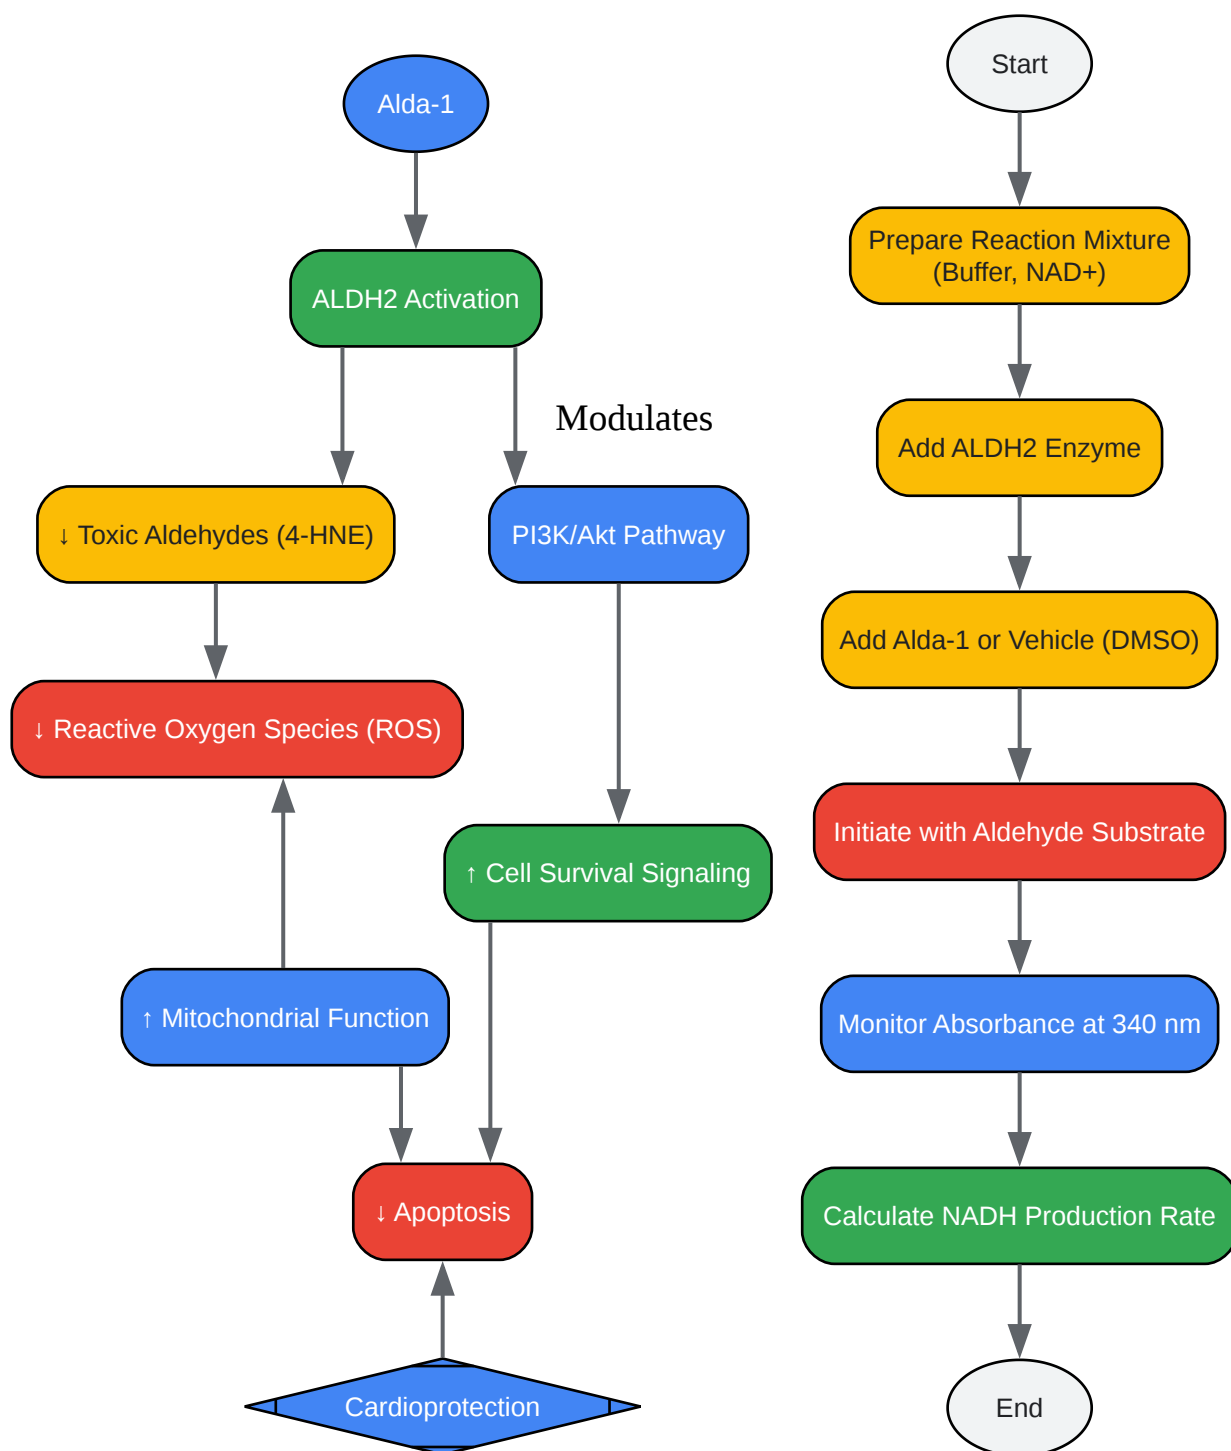 Alda-1
ALDH2 Activation
Modulates
↓ Toxic Aldehydes (4-HNE)
PI3K/Akt Pathway
↓ Reactive Oxygen Species (ROS)
↑ Cell Survival Signaling
↑ Mitochondrial Function
↓ Apoptosis
Cardioprotection
Start
Prepare Reaction Mixture
(Buffer, NAD+)
Add ALDH2 Enzyme
Add Alda-1 or Vehicle (DMSO)
Initiate with Aldehyde Substrate
Monitor Absorbance at 340 nm
Calculate NADH Production Rate
End